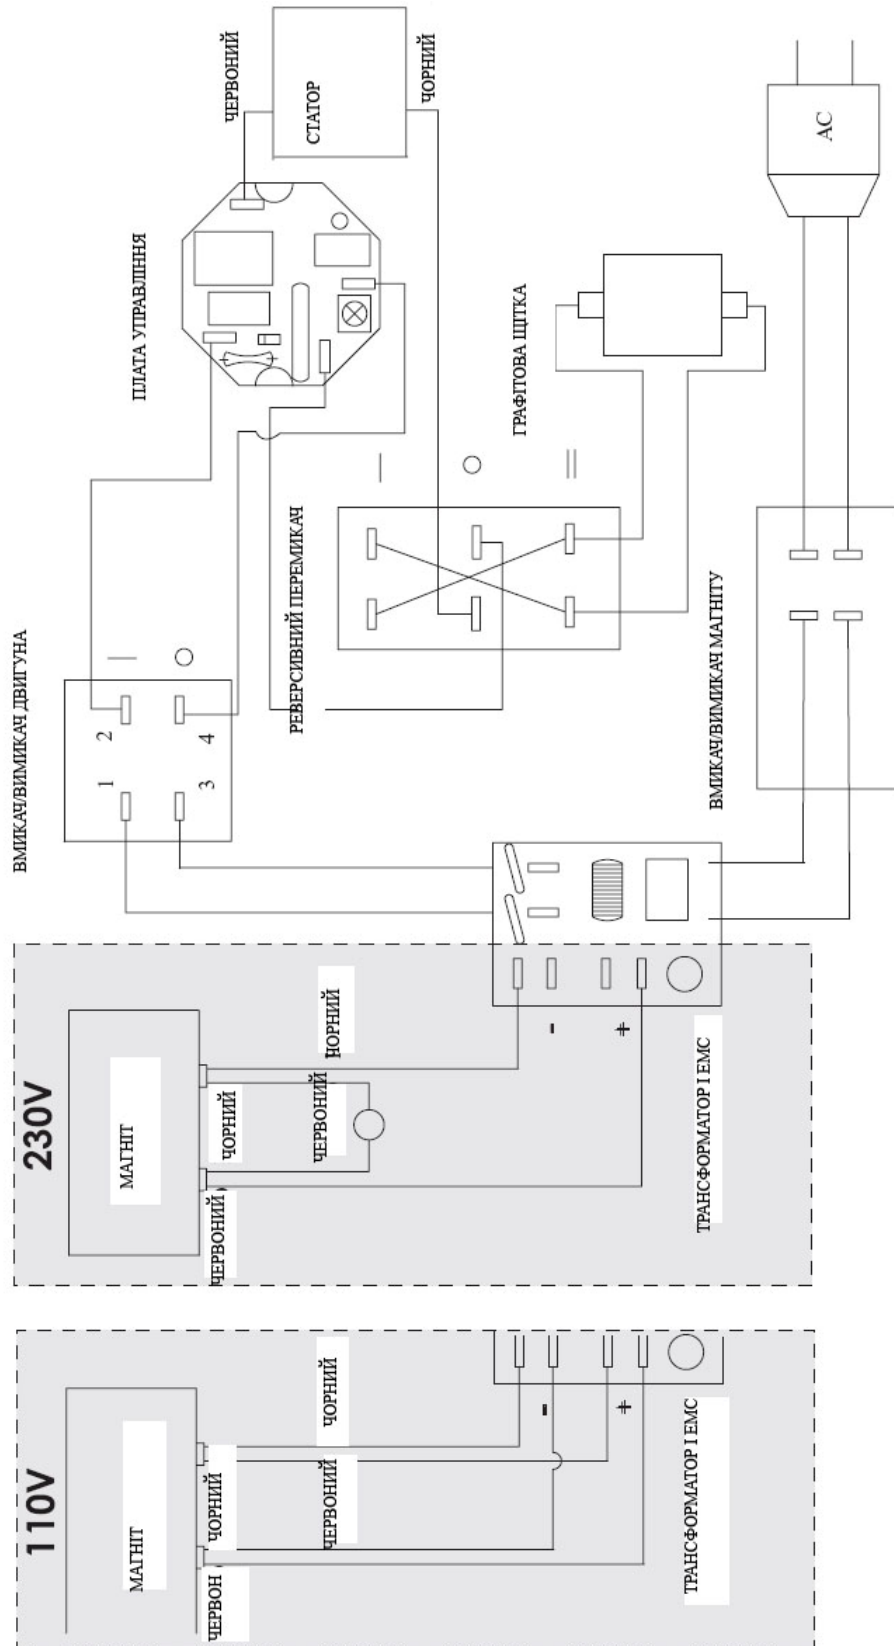 ЧЕРВОНИЙ
СТАТОР
ЧОРНИЙ
AC
ПЛАТА УПРАВЛІННЯ
ГРАФІТОВА ЩІТКА
ВМИКАЧ/ВИМИКАЧ ДВИГУНА
2
4
1
3
РЕВЕРСИВНИЙ ПЕРЕМИКАЧ
ВМИКАЧ/ВИМИКАЧ МАГНІТУ
230V
МАГНІТ
ЧОРНИЙ
ЧЕРВОНИЙ
ЧОРНИЙ
ЧЕРВОНИЙ
-
+
ТРАНСФОРМАТОР І ЕМС
110V
МАГНІТ
ЧОРНИЙ
ЧЕРВОНИЙ
ЧОРНИЙ
ЧЕРВОН
-
+
ТРАНСФОРМАТОР І ЕМС